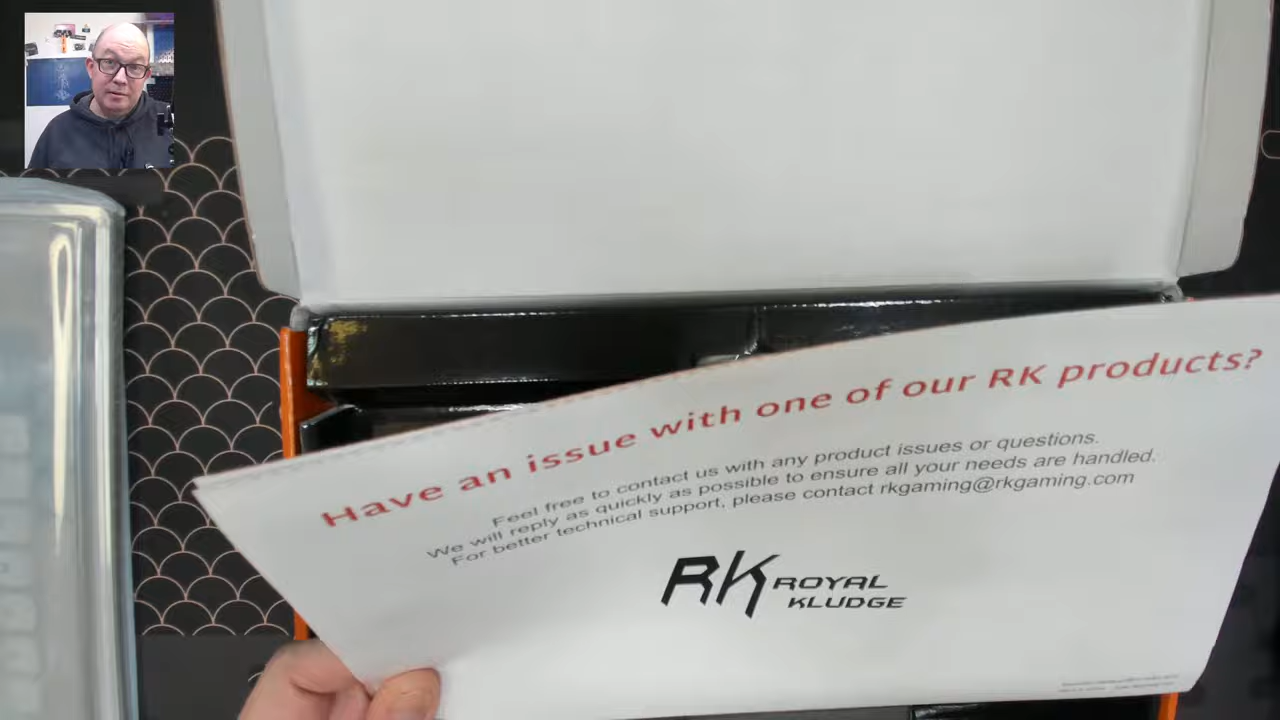 Have an issue with one of our RK products?
Feel free to contact us with any product issues or questions.
We will reply as quickly as possible to ensure all your needs are handled.
For better technical support, please contact rkgaming@rkgaming.com
RK ROYAL
KLUDGE